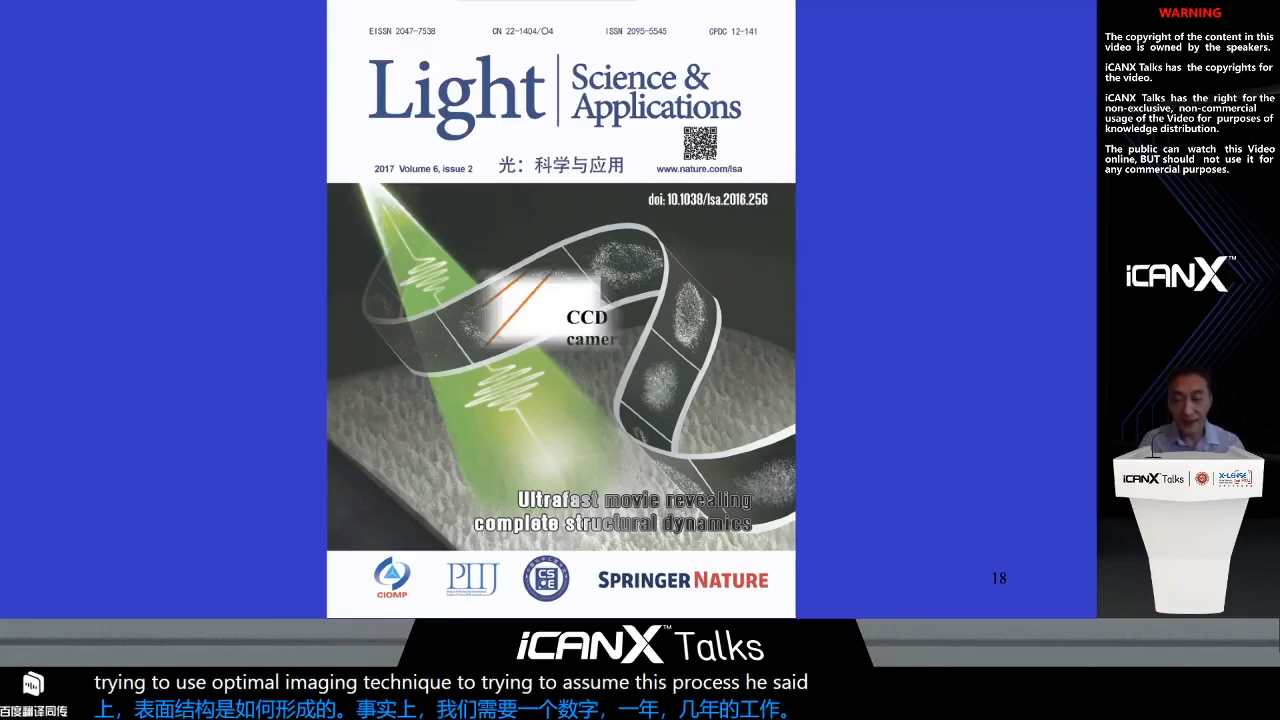 EISSN 2047-7538 CN 22-1404/O4 ISSN 2095-5545 CPDC 12-141
Light Science & Applications
2017 Volume 6, issue 2 光：科学与应用 www.nature.com/lsa
doi: 10.1038/lsa.2016.256
CCD
camer
Ultrafast movie revealing
complete structural dynamics
CIOMP
CS
OE
SPRINGER NATURE
18
WARNING
The copyright of the content in this
video is owned by the speakers.
iCANX Talks has the copyrights for
the video.
iCANX Talks has the right for the
non-exclusive, non-commercial
usage of the Video for purposes of
knowledge distribution.
The public can watch this Video
online, BUT should not use it for
any commercial purposes.
iCANX™
iCANX Talks
iCANX™ Talks
trying to use optimal imaging technique to trying to assume this process he said
上，表面结构是如何形成的。事实上，我们需要一个数字，一年，几年的工作。
百度翻译同传